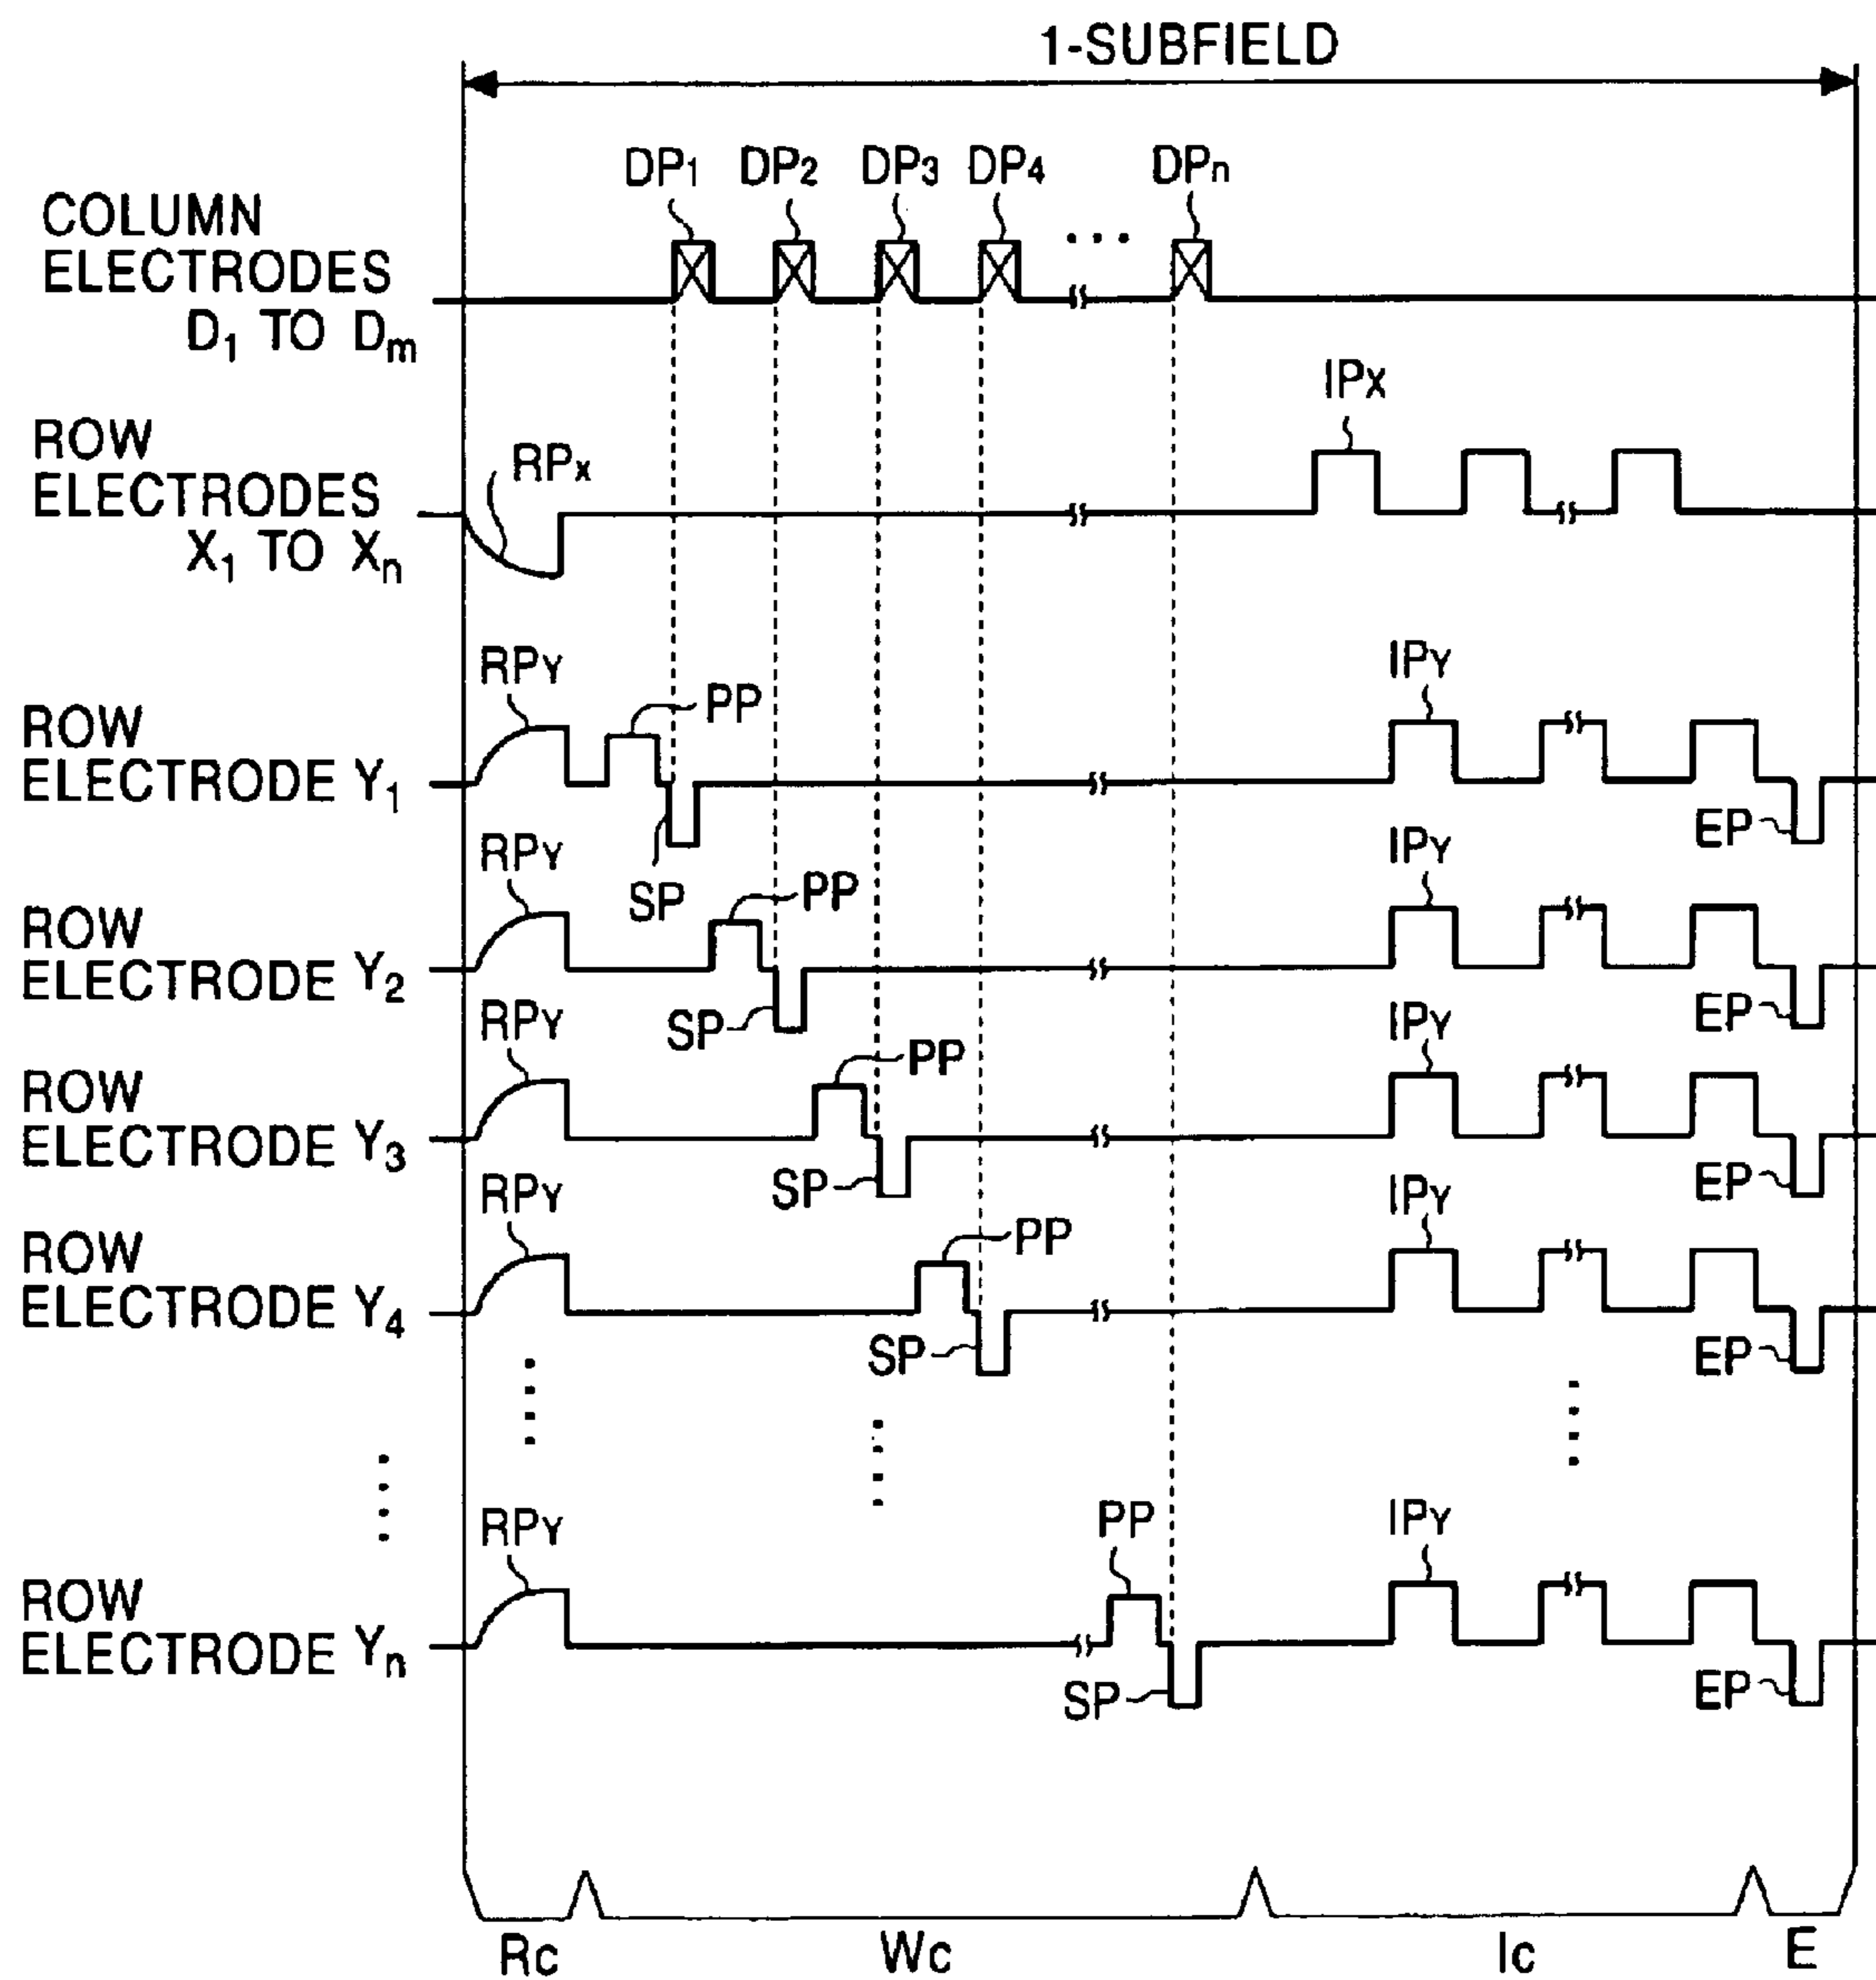 1-SUBFIELD
DP1 DP2 DP3 DP4 ... DPn
COLUMN
ELECTRODES
D1 TO Dm
IPX
ROW
ELECTRODES
X1 TO Xn
RPX
RPY
PP
IPY
ROW
ELECTRODE Y1
SP
EP
RPY
PP
IPY
ROW
ELECTRODE Y2
SP
EP
RPY
PP
IPY
ROW
ELECTRODE Y3
SP
EP
RPY
PP
IPY
ROW
ELECTRODE Y4
SP
EP
RPY
PP
IPY
ROW
ELECTRODE Yn
SP
EP
Rc Wc Ic E